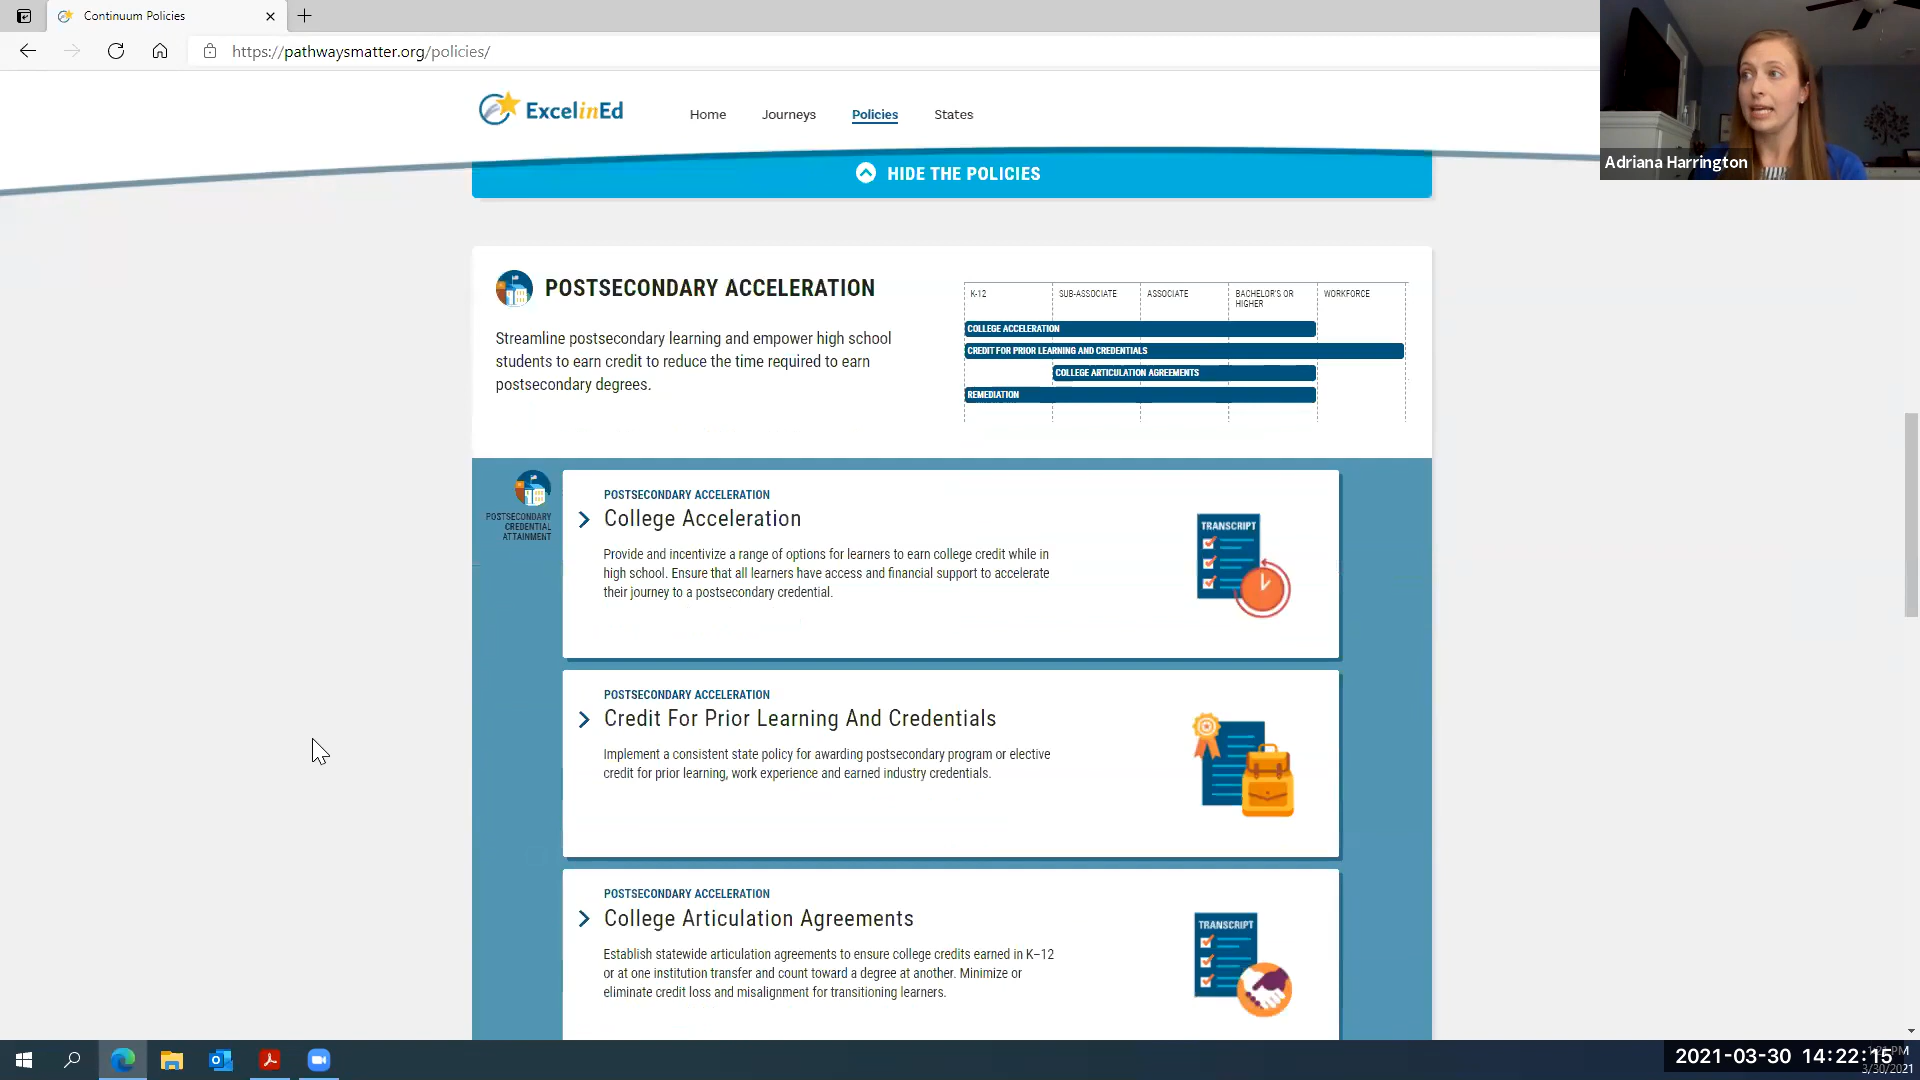 Continuum Policies
https://pathwaysmatter.org/policies/
ExcelinEd
Home
Journeys
Policies
States
Adriana Harrington
HIDE THE POLICIES
POSTSECONDARY ACCELERATION
Streamline postsecondary learning and empower high school
students to earn credit to reduce the time required to earn
postsecondary degrees.
K-12
SUB-ASSOCIATE
ASSOCIATE
BACHELOR'S OR
HIGHER
WORKFORCE
COLLEGE ACCELERATION
CREDIT FOR PRIOR LEARNING AND CREDENTIALS
COLLEGE ARTICULATION AGREEMENTS
REMEDIATION
POSTSECONDARY
CREDENTIAL
ATTAINMENT
POSTSECONDARY ACCELERATION
College Acceleration
Provide and incentivize a range of options for learners to earn college credit while in
high school. Ensure that all learners have access and financial support to accelerate
their journey to a postsecondary credential.
TRANSCRIPT
POSTSECONDARY ACCELERATION
Credit For Prior Learning And Credentials
Implement a consistent state policy for awarding postsecondary program or elective
credit for prior learning, work experience and earned industry credentials.
POSTSECONDARY ACCELERATION
College Articulation Agreements
Establish statewide articulation agreements to ensure college credits earned in K–12
or at one institution transfer and count toward a degree at another. Minimize or
eliminate credit loss and misalignment for transitioning learners.
TRANSCRIPT
2021-03-30 14:22:15
3/30/2021